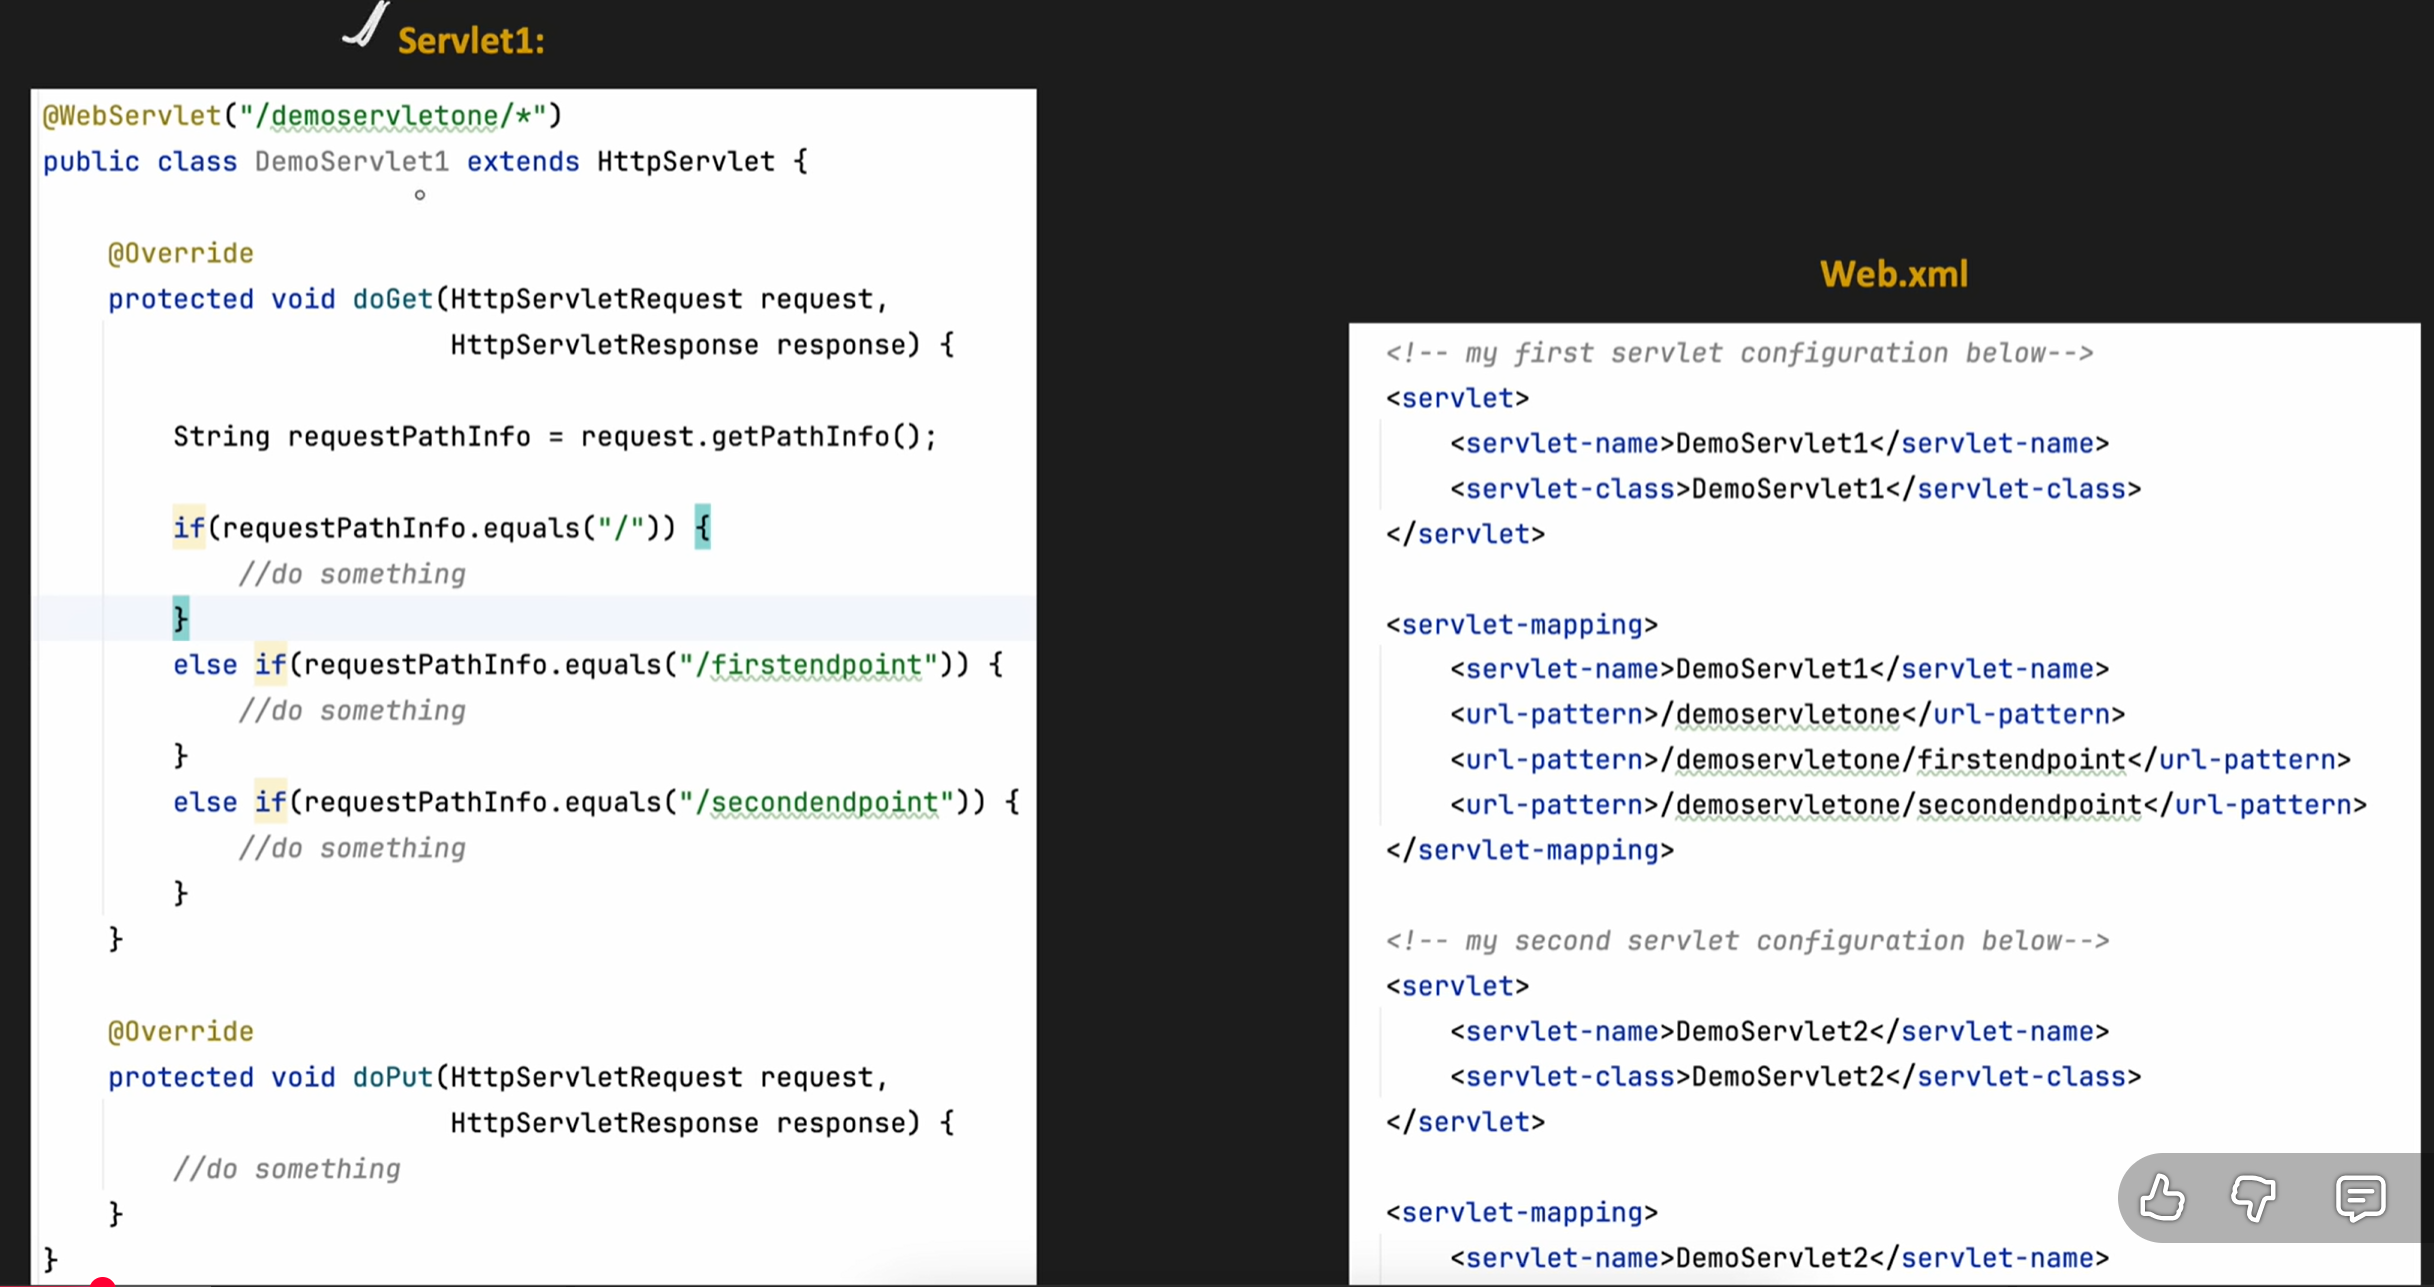 Servlet1:
@WebServlet("/demoservletone/*")
public class DemoServlet1 extends HttpServlet {
@Override
protected void doGet(HttpServletRequest request,
HttpServletResponse response) {
String requestPathInfo = request.getPathInfo();
if(requestPathInfo.equals("/")) {
//do something
}
else if(requestPathInfo.equals("/firstendpoint")) {
//do something
}
else if(requestPathInfo.equals("/secondendpoint")) {
//do something
}
}
@Override
protected void doPut(HttpServletRequest request,
HttpServletResponse response) {
//do something
}
}
Web.xml
<!-- my first servlet configuration below-->
<servlet>
<servlet-name>DemoServlet1</servlet-name>
<servlet-class>DemoServlet1</servlet-class>
</servlet>
<servlet-mapping>
<servlet-name>DemoServlet1</servlet-name>
<url-pattern>/demoservletone</url-pattern>
<url-pattern>/demoservletone/firstendpoint</url-pattern>
<url-pattern>/demoservletone/secondendpoint</url-pattern>
</servlet-mapping>
<!-- my second servlet configuration below-->
<servlet>
<servlet-name>DemoServlet2</servlet-name>
<servlet-class>DemoServlet2</servlet-class>
</servlet>
<servlet-mapping>
<servlet-name>DemoServlet2</servlet-name>